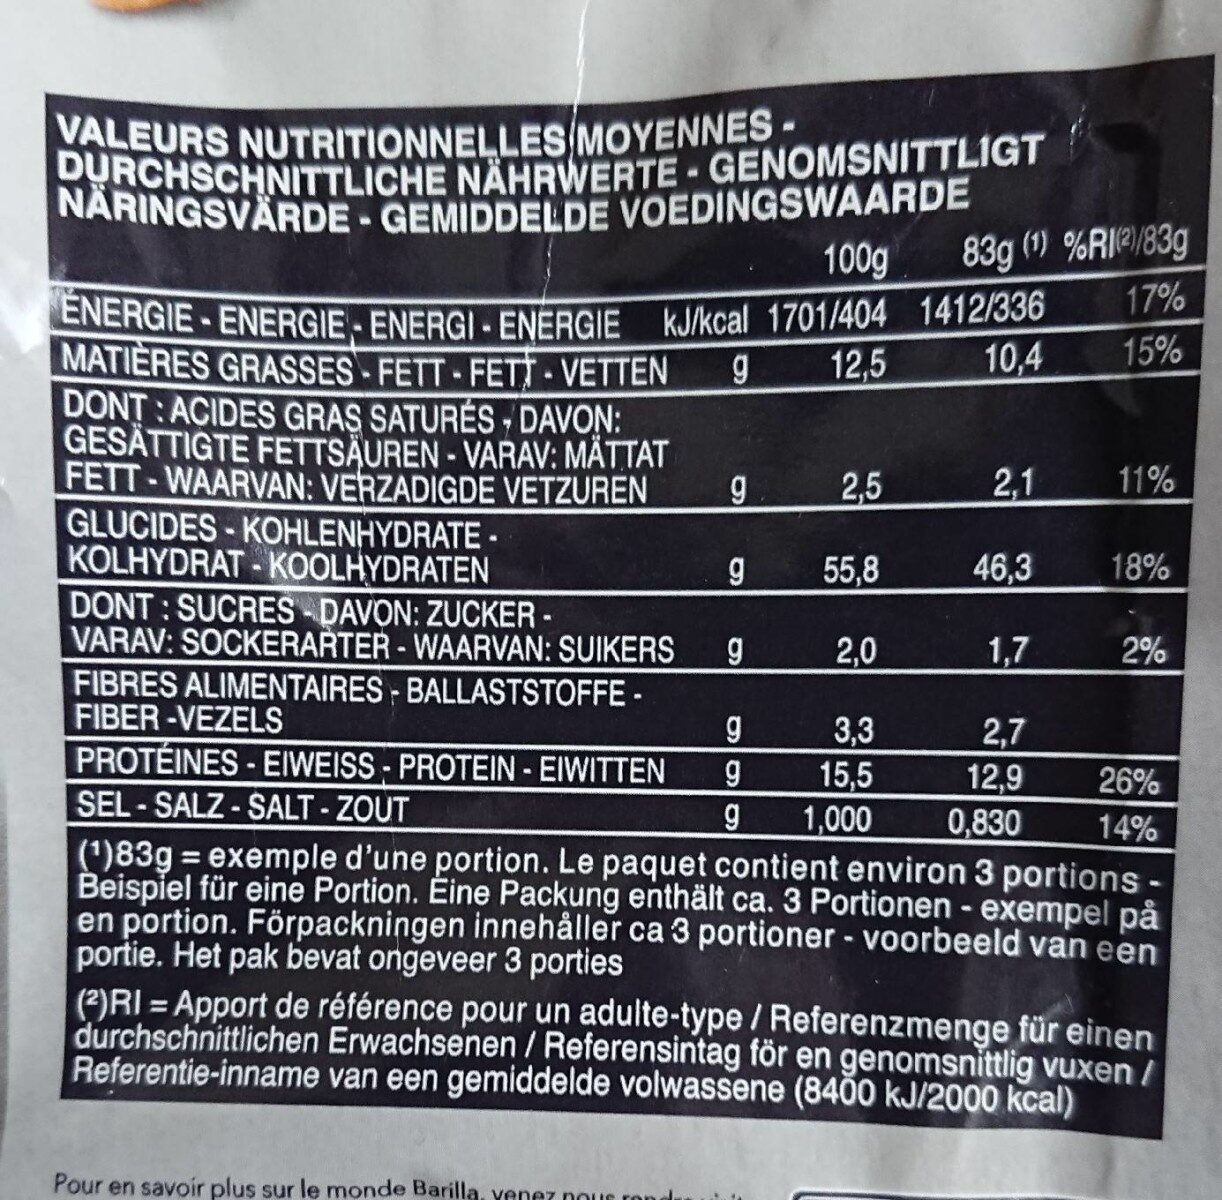 VALEURS NUTRITIONNELLES MOYENNES -
DURCHSCHNITTLICHE NÄHRWERTE - GENOMSNITTLIGT
NÄRINGSVÄRDE - GEMIDDELDE VOEDINGSWAARDE
100g 83g (1) %RI(2)/83g
ÉNERGIE - ENERGIE - ENERGI - ENERGIE kJ/kcal 1701/404 1412/336 17%
MATIÈRES GRASSES - FETT - FETT - VETTEN g 12,5 10,4 15%
DONT : ACIDES GRAS SATURÉS - DAVON:
GESÄTTIGTE FETTSÄUREN - VARAV: MÄTTAT
FETT - WAARVAN: VERZADIGDE VETZUREN g 2,5 2,1 11%
GLUCIDES - KOHLENHYDRATE -
KOLHYDRAT - KOOLHYDRATEN g 55,8 46,3 18%
DONT : SUCRES - DAVON: ZUCKER -
VARAV: SOCKERARTER - WAARVAN: SUIKERS g 2,0 1,7 2%
FIBRES ALIMENTAIRES - BALLASTSTOFFE -
FIBER -VEZELS g 3,3 2,7
PROTÉINES - EIWEISS - PROTEIN - EIWITTEN g 15,5 12,9 26%
SEL - SALZ - SALT - ZOUT g 1,000 0,830 14%
(1)83g = exemple d'une portion. Le paquet contient environ 3 portions -
Beispiel für eine Portion. Eine Packung enthält ca. 3 Portionen - exempel på
en portion. Förpackningen innehåller ca 3 portioner - voorbeeld van een
portie. Het pak bevat ongeveer 3 porties
(2)RI = Apport de référence pour un adulte-type / Referenzmenge für einen
durchschnittlichen Erwachsenen / Referensintag för en genomsnittlig vuxen /
Referentie-inname van een gemiddelde volwassene (8400 kJ/2000 kcal)
Pour en savoir plus sur le monde Barilla, venez nous